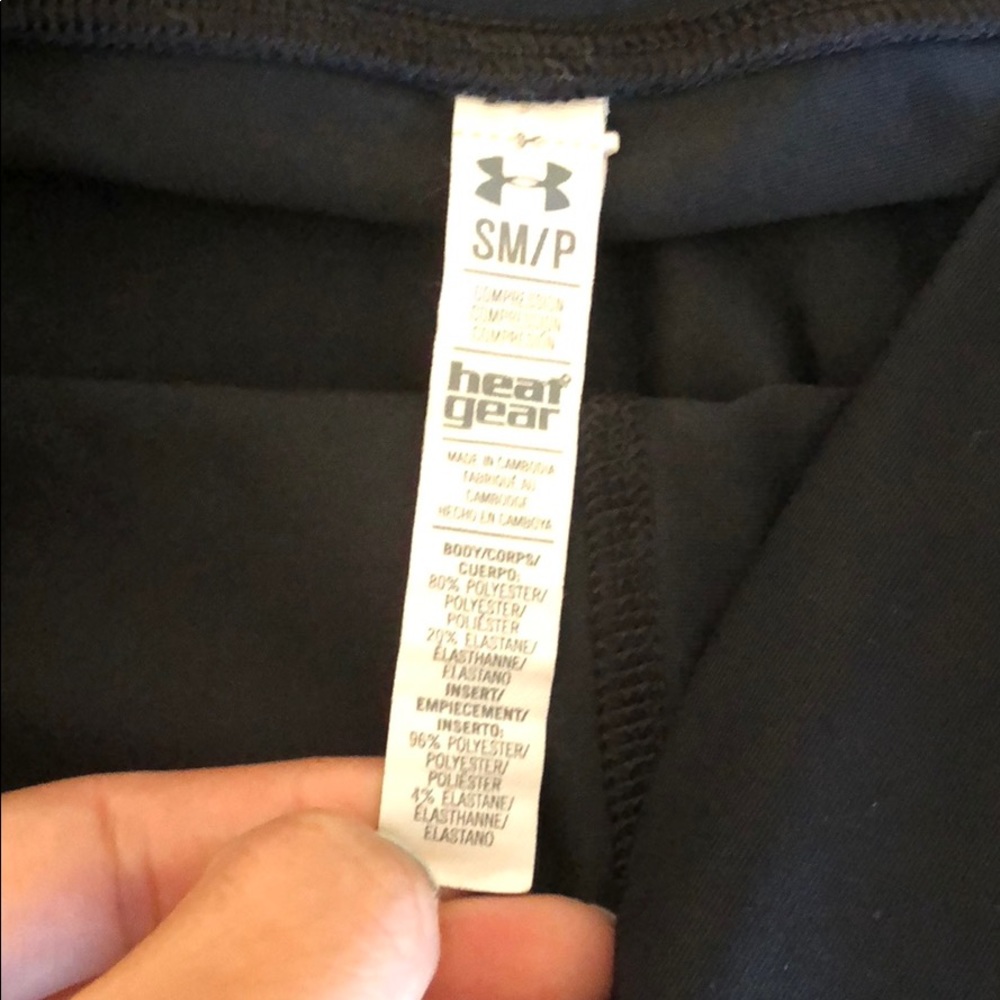 SM/P
COMPRESSION
COMPRESSION
COMPRESIÓN
heat
gear
MADE IN CAMBODIA
FABRIQUÉ AU
CAMBODGE
HECHO EN CAMBOYA
BODY/CORPS/
CUERPO:
80% POLYESTER/
POLYESTER/
POLIÉSTER
20% ELASTANE/
ÉLASTHANNE/
ELASTANO
INSERT/
EMPIECEMENT/
INSERTO:
96% POLYESTER/
POLYESTER/
POLIÉSTER
4% ELASTANE/
ÉLASTHANNE/
ELASTANO